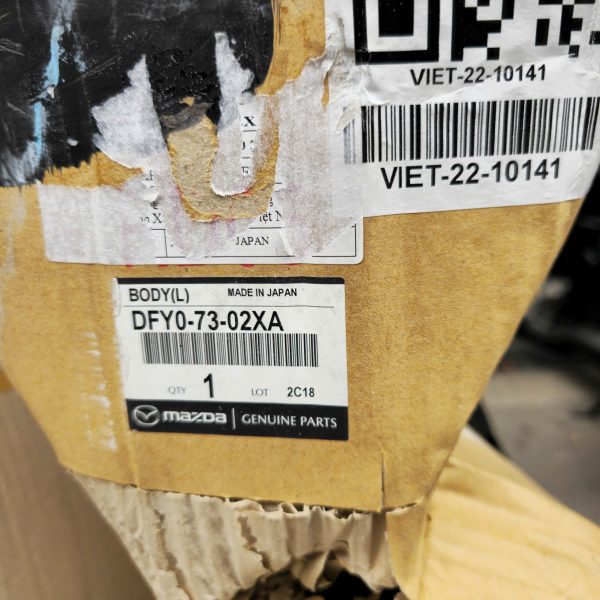 VIET-22-10141
VIET-22-10141
JAPAN
BODY(L) MADE IN JAPAN
DFY0-73-02XA
QTY 1 LOT 2C18
mazda GENUINE PARTS